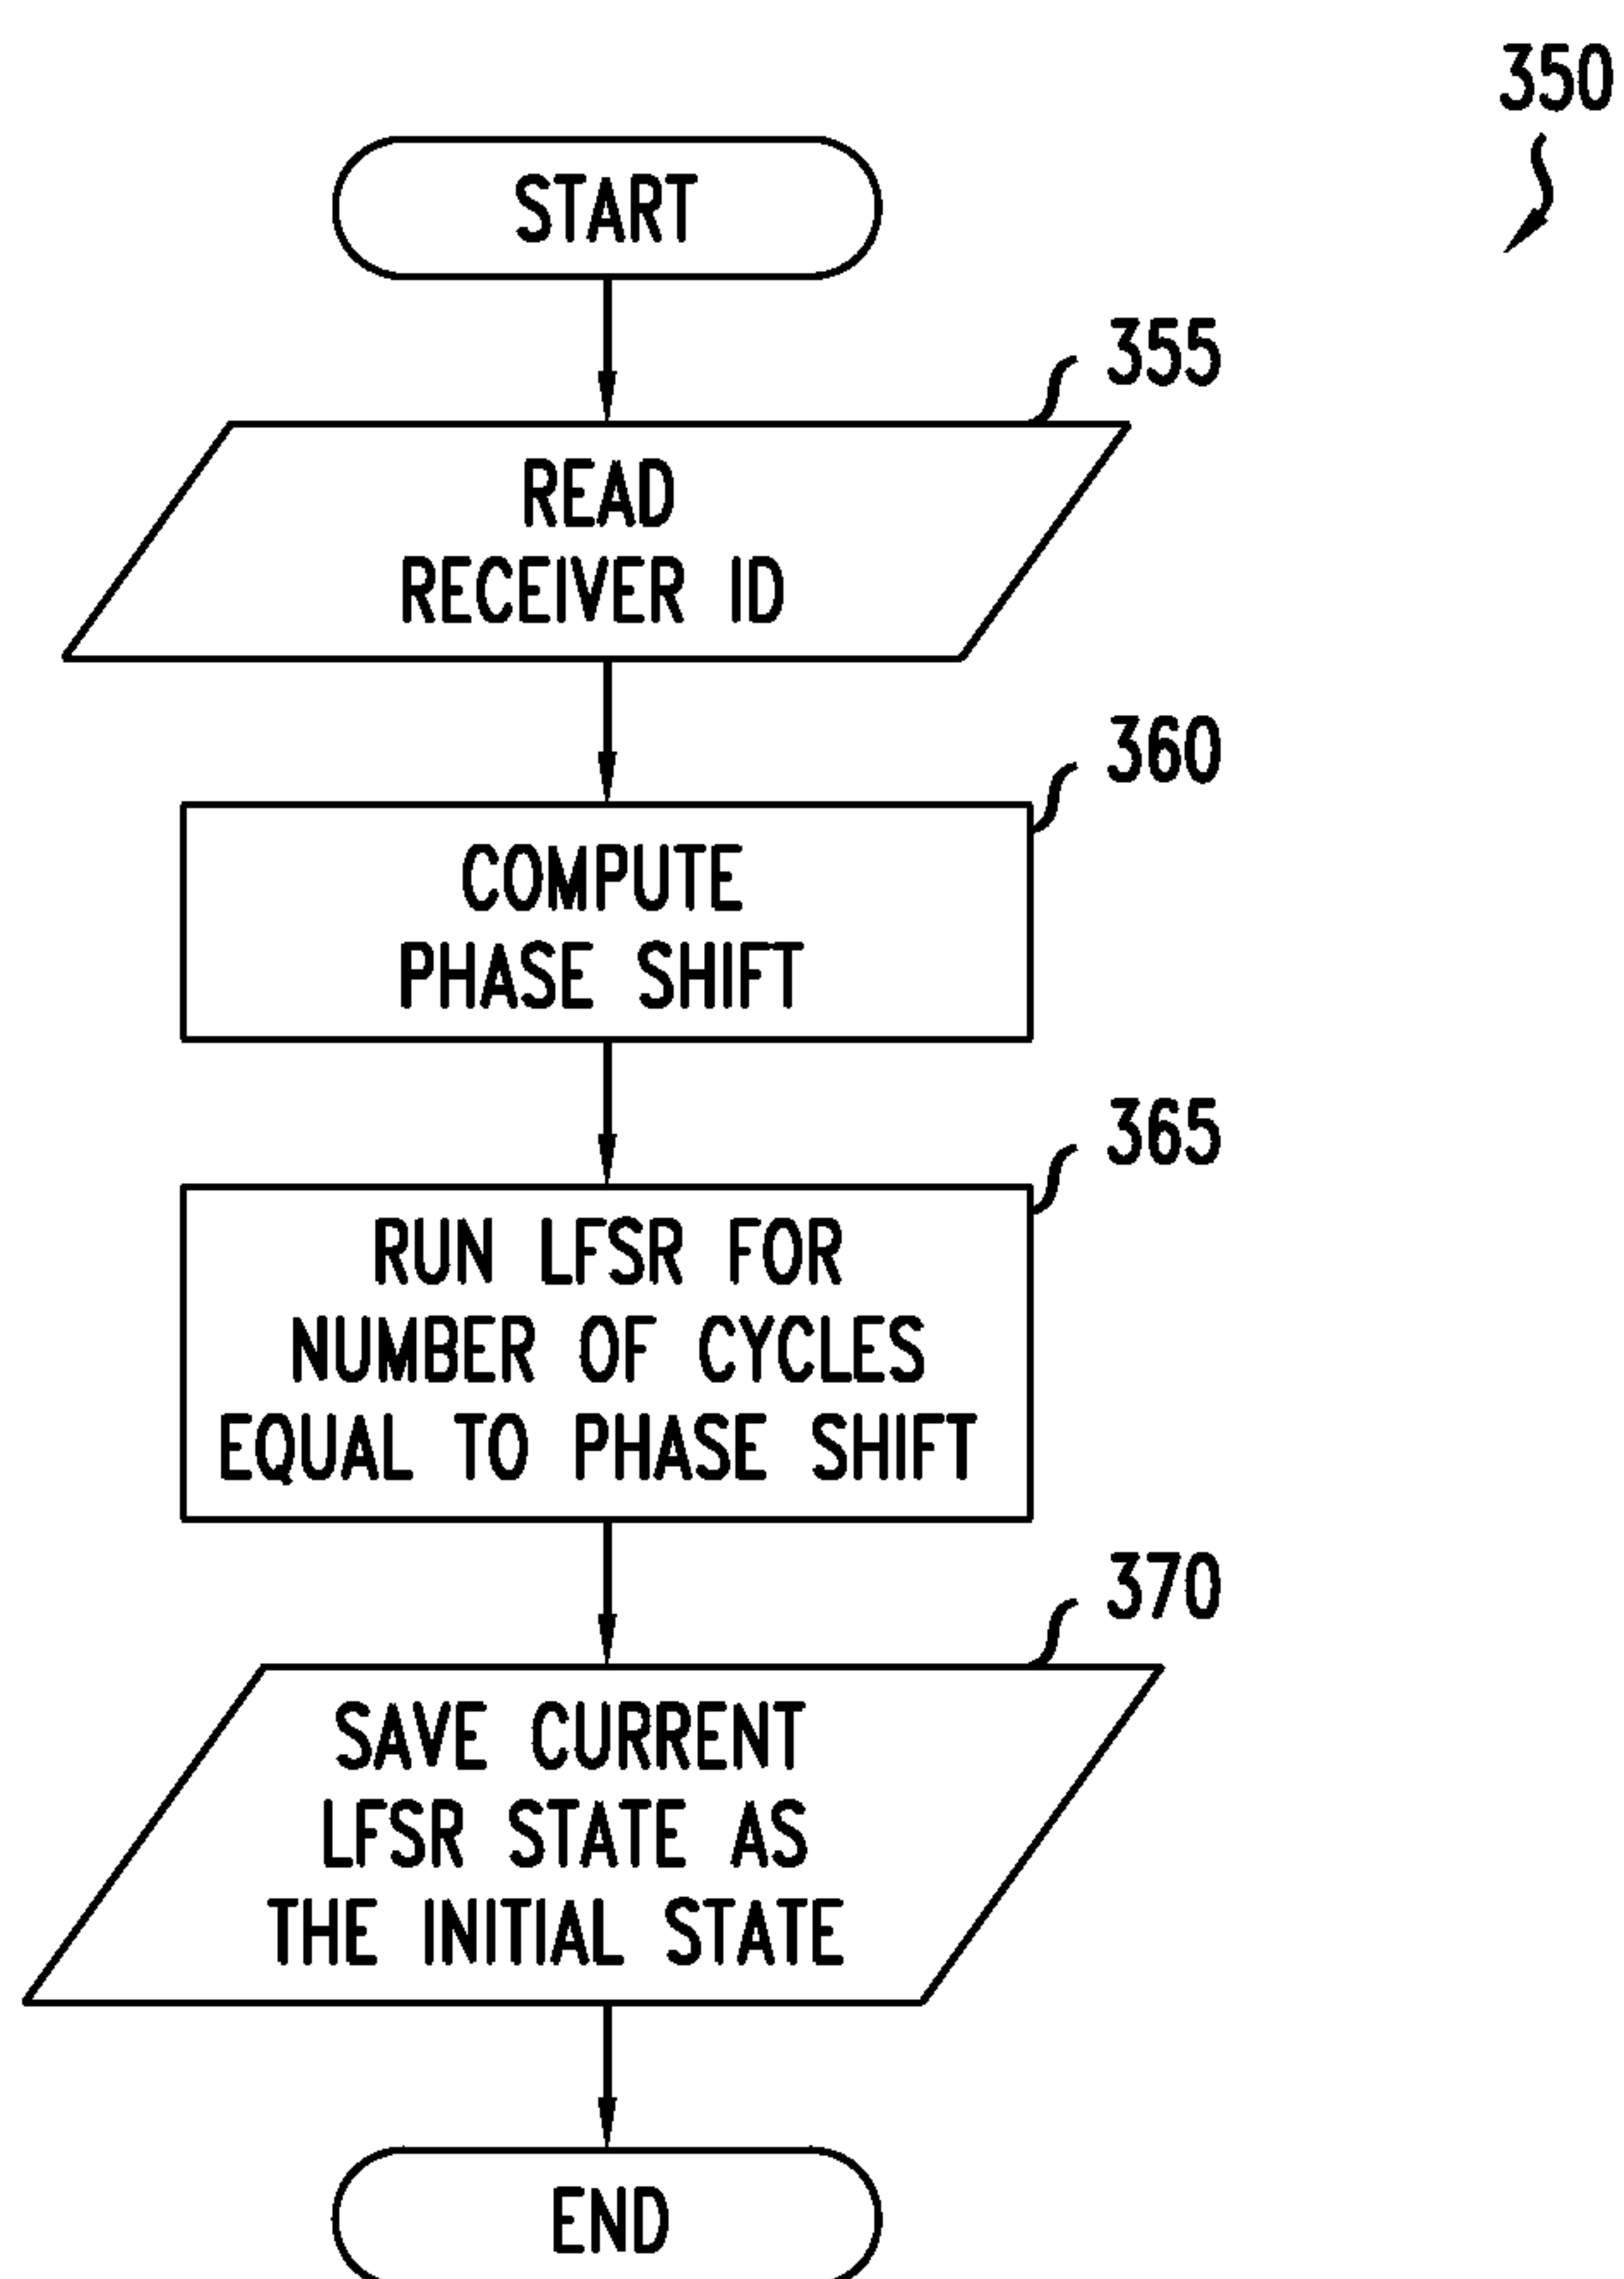 350
START
355
READ
RECEIVER ID
360
COMPUTE
PHASE SHIFT
365
RUN LFSR FOR
NUMBER OF CYCLES
EQUAL TO PHASE SHIFT
370
SAVE CURRENT
LFSR STATE AS
THE INITIAL STATE
END